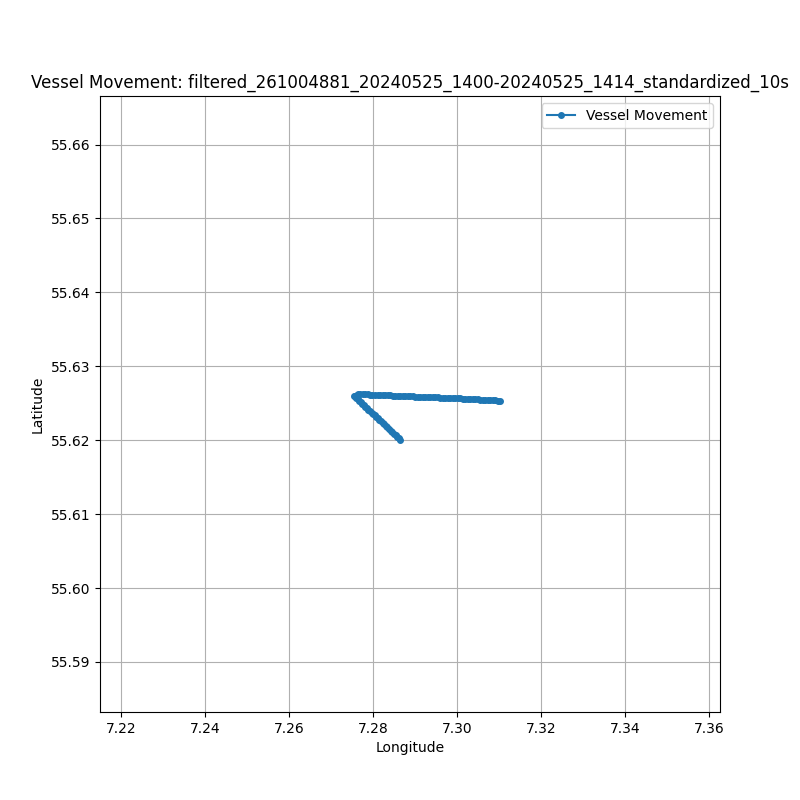 Vessel Movement: filtered_261004881_20240525_1400-20240525_1414_standardized_10s
Vessel Movement
55.66
55.65
55.64
55.63
55.62
55.61
55.60
55.59
Latitude
7.22 7.24 7.26 7.28 7.30 7.32 7.34 7.36
Longitude